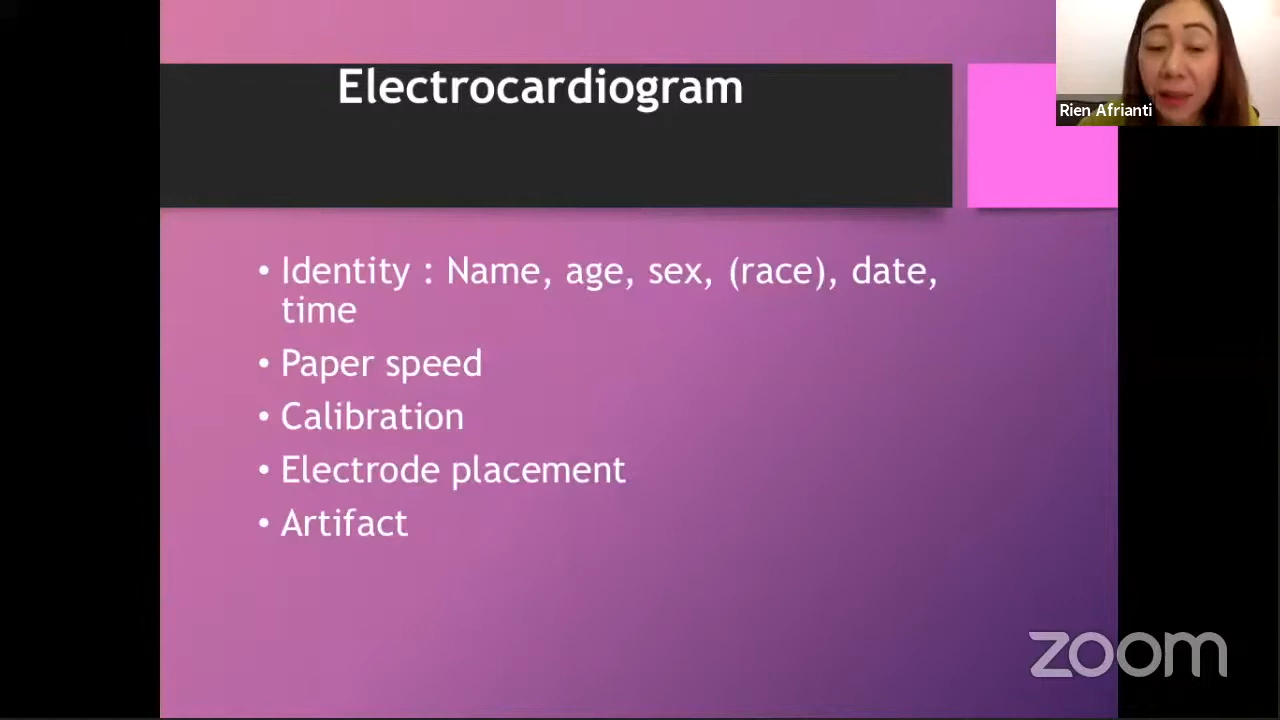 Electrocardiogram
Rien Afrianti
• Identity : Name, age, sex, (race), date,
time
• Paper speed
• Calibration
• Electrode placement
• Artifact
zoom